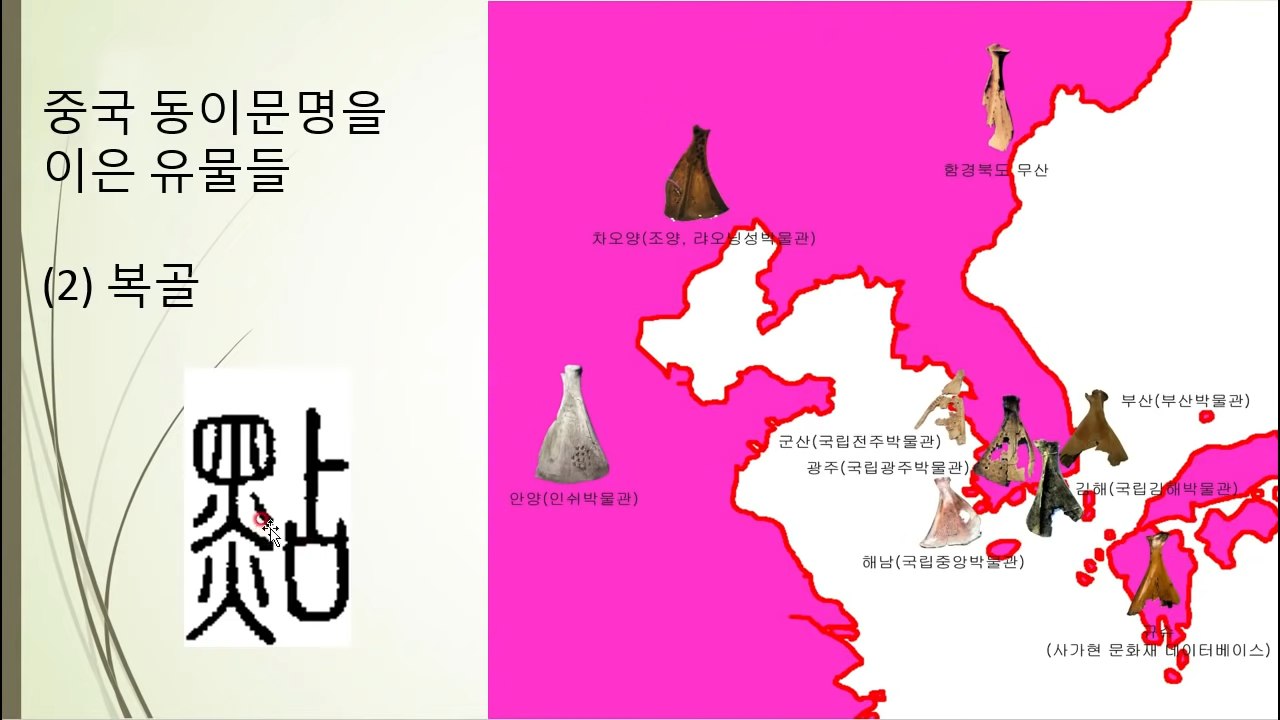 중국 동이문명을
이은 유물들
(2) 복골
點
함경북도 무산
차오양(조양, 랴오닝성박물관)
부산(부산박물관)
군산(국립전주박물관)
광주(국립광주박물관)
김해(국립김해박물관)
안양(인쉬박물관)
해남(국립중앙박물관)
규슈
(사가현 문화재 데이터베이스)